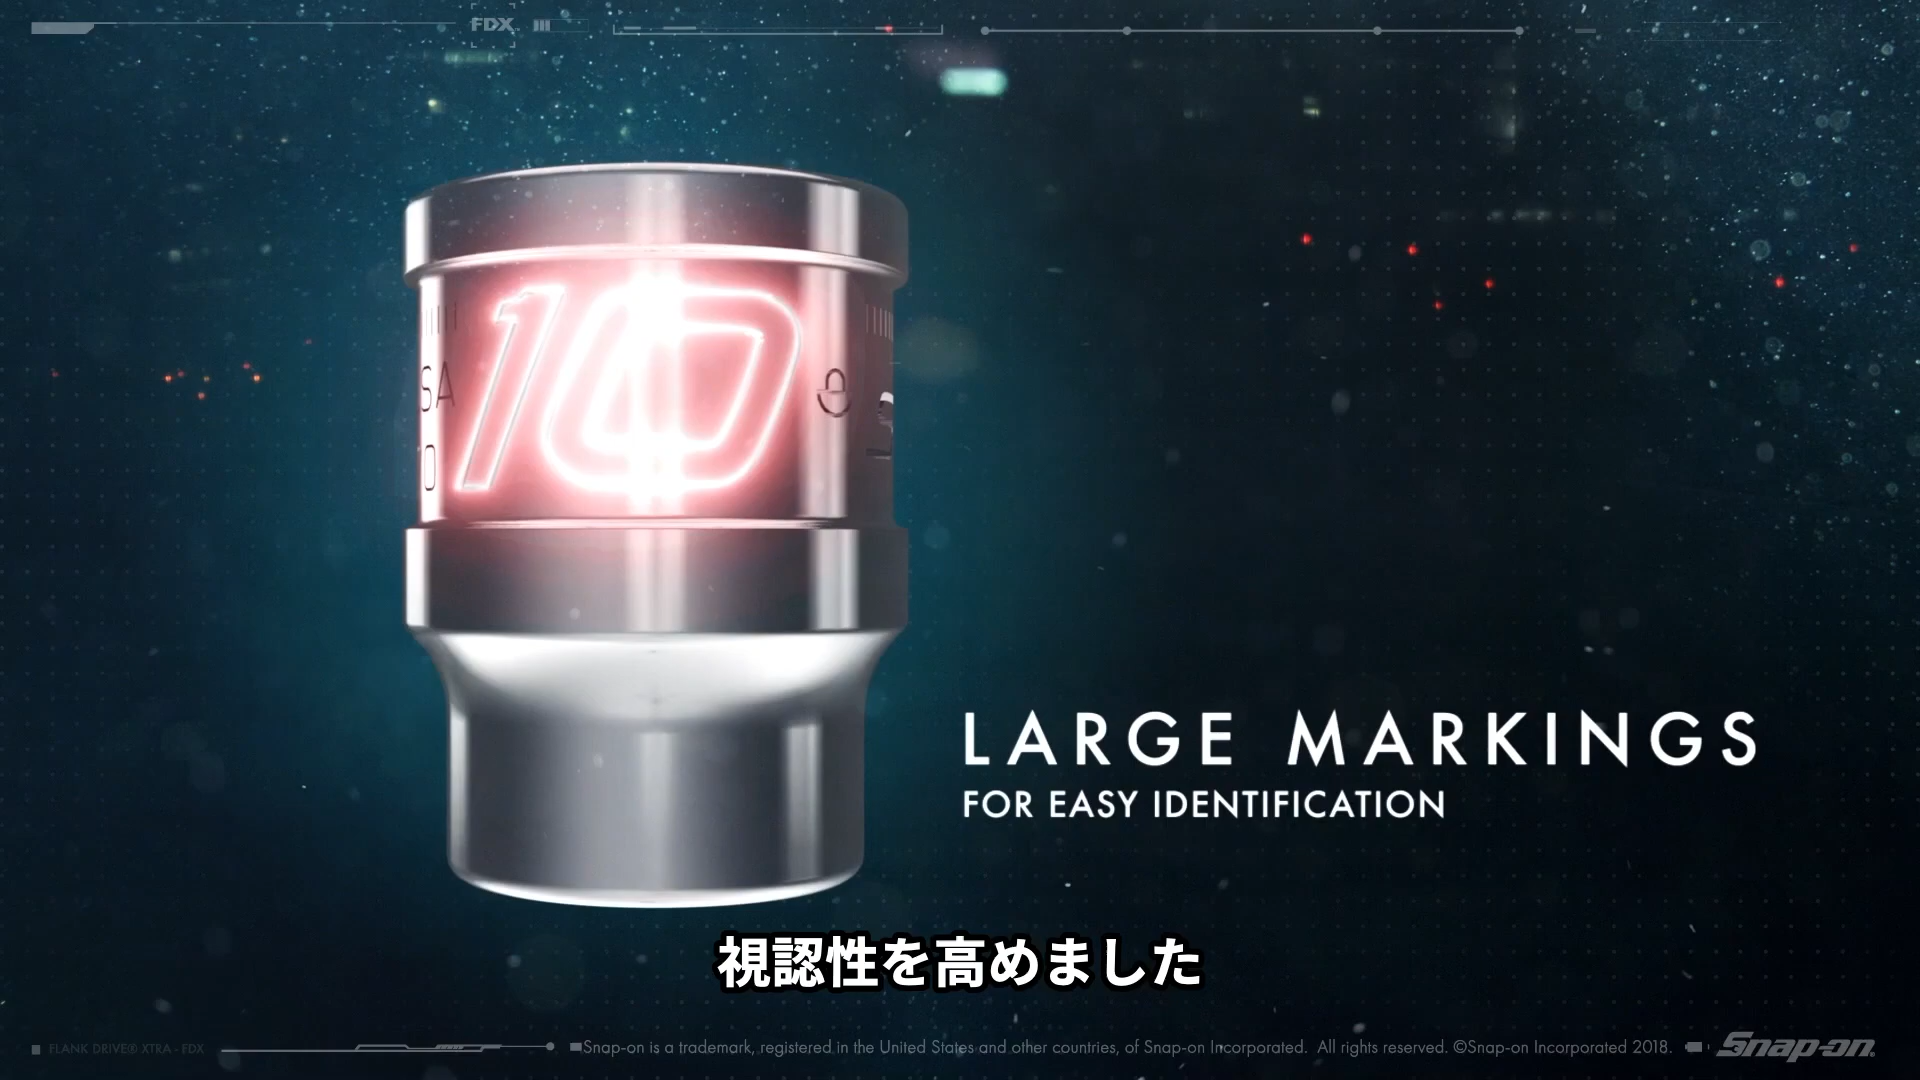 FDX
SA
10
0
LARGE MARKINGS
FOR EASY IDENTIFICATION
視認性を高めました
FLANK DRIVE® XTRA - FDX
Snap-on is a trademark, registered in the United States and other countries, of Snap-on Incorporated. All rights reserved. ©Snap-on Incorporated 2018.
Snap-on